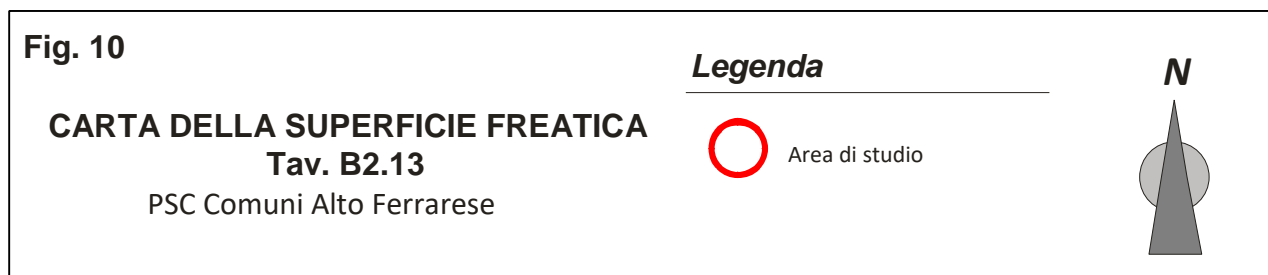 Fig. 10
CARTA DELLA SUPERFICIE FREATICA
Tav. B2.13
PSC Comuni Alto Ferrarese
Legenda
Area di studio
N